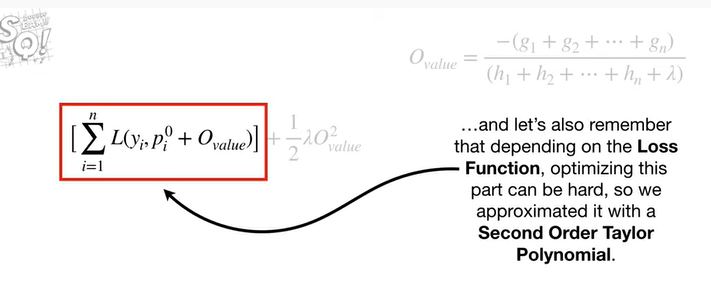 SQ!
O_value = -(g_1 + g_2 + ⋯ + g_n) / (h_1 + h_2 + ⋯ + h_n + λ)
[∑_{i=1}^{n} L(y_i, p_i^0 + O_value)] + 1/2 λO_value^2
…and let’s also remember
that depending on the Loss
Function, optimizing this
part can be hard, so we
approximated it with a
Second Order Taylor
Polynomial.